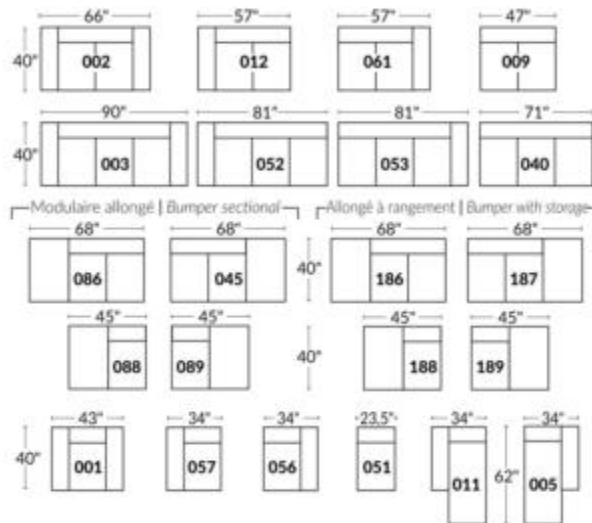 66" 57" 57" 47"
40" 002 012 061 009
90" 81" 81" 71"
40" 003 052 053 040
Modulaire allongé | Bumper sectional Allongé à rangement | Bumper with storage
68" 68" 68" 68"
086 045 40" 186 187
45" 45" 45" 45"
088 089 40" 188 189
43" 34" 34" 23.5" 34" 34"
40" 001 057 056 051 011 62" 005